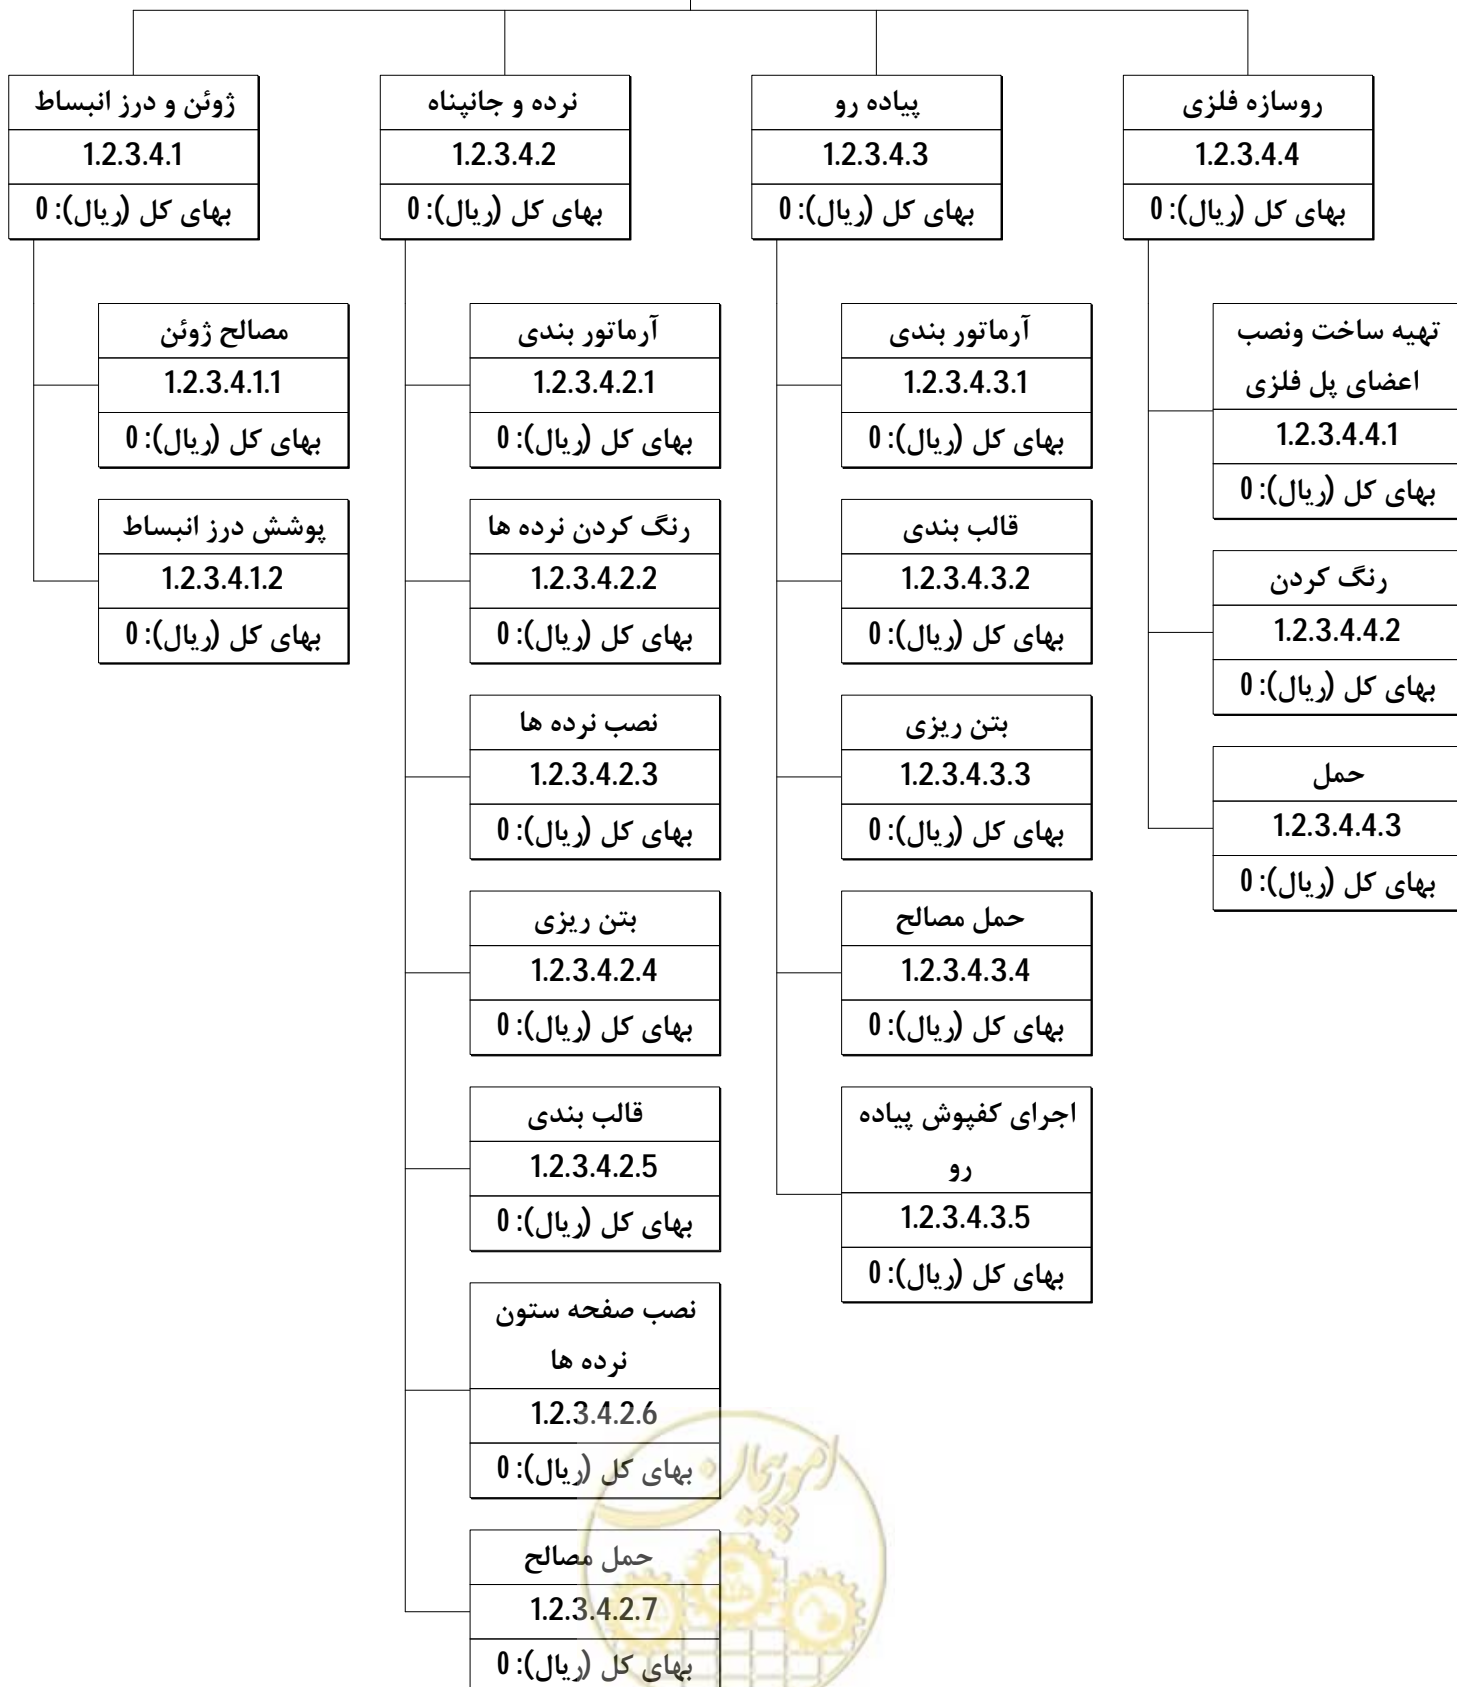 ژوئن و درز انبساط
1.2.3.4.1
بهای کل (ریال): 0
مصالح ژوئن
1.2.3.4.1.1
بهای کل (ریال): 0
پوشش درز انبساط
1.2.3.4.1.2
بهای کل (ریال): 0
نرده و جانپناه
1.2.3.4.2
بهای کل (ریال): 0
آرماتور بندی
1.2.3.4.2.1
بهای کل (ریال): 0
رنگ کردن نرده ها
1.2.3.4.2.2
بهای کل (ریال): 0
نصب نرده ها
1.2.3.4.2.3
بهای کل (ریال): 0
بتن ریزی
1.2.3.4.2.4
بهای کل (ریال): 0
قالب بندی
1.2.3.4.2.5
بهای کل (ریال): 0
نصب صفحه ستون
نرده ها
1.2.3.4.2.6
بهای کل (ریال): 0
حمل مصالح
1.2.3.4.2.7
بهای کل (ریال): 0
پیاده رو
1.2.3.4.3
بهای کل (ریال): 0
آرماتور بندی
1.2.3.4.3.1
بهای کل (ریال): 0
قالب بندی
1.2.3.4.3.2
بهای کل (ریال): 0
بتن ریزی
1.2.3.4.3.3
بهای کل (ریال): 0
حمل مصالح
1.2.3.4.3.4
بهای کل (ریال): 0
اجرای کفپوش پیاده
رو
1.2.3.4.3.5
بهای کل (ریال): 0
روسازه فلزی
1.2.3.4.4
بهای کل (ریال): 0
تهیه ساخت ونصب
اعضای پل فلزی
1.2.3.4.4.1
بهای کل (ریال): 0
رنگ کردن
1.2.3.4.4.2
بهای کل (ریال): 0
حمل
1.2.3.4.4.3
بهای کل (ریال): 0
امور پیمان